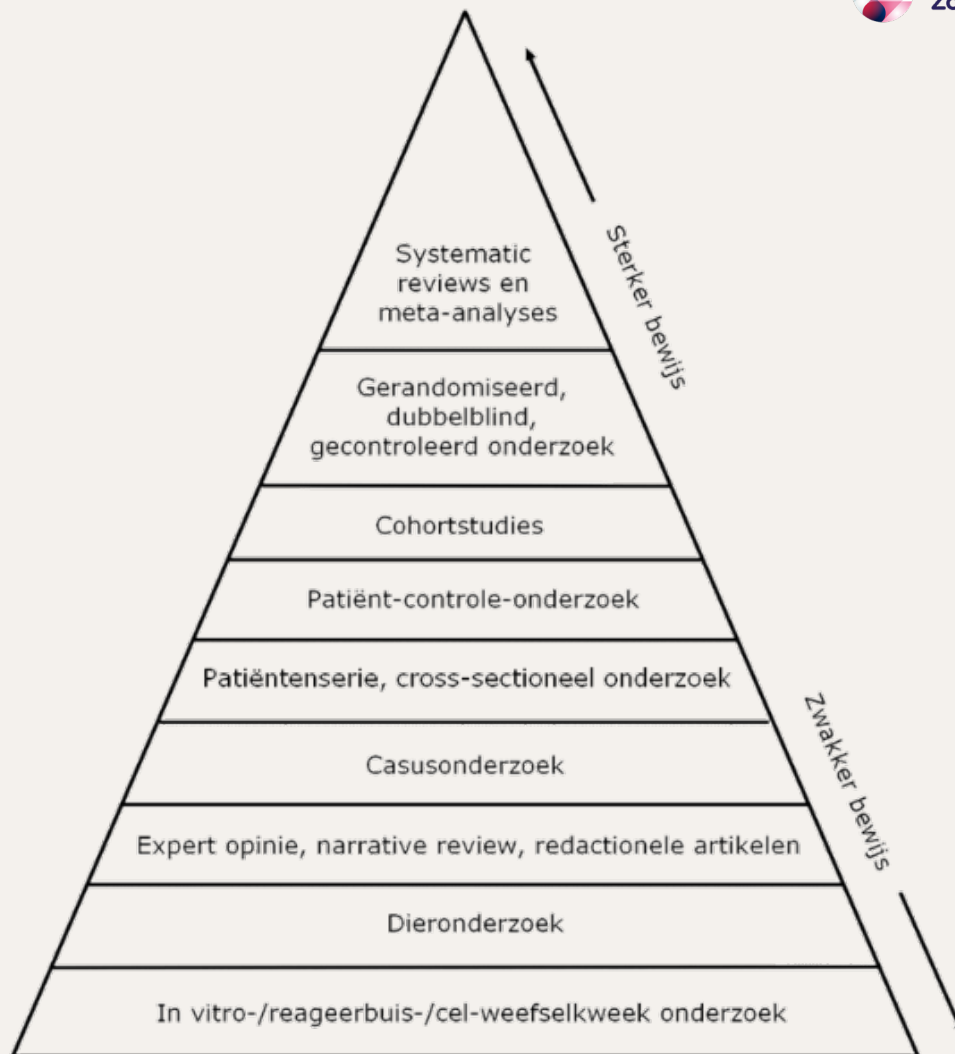 Systematic
reviews en
meta-analyses
Sterker bewijs
Gerandomiseerd,
dubbelblind,
gecontroleerd onderzoek
Cohortstudies
Patiënt-controle-onderzoek
Patiëntenserie, cross-sectioneel onderzoek
Zwakker bewijs
Casusonderzoek
Expert opinie, narrative review, redactionele artikelen
Dieronderzoek
In vitro-/reageerbuis-/cel-weefselkweek onderzoek